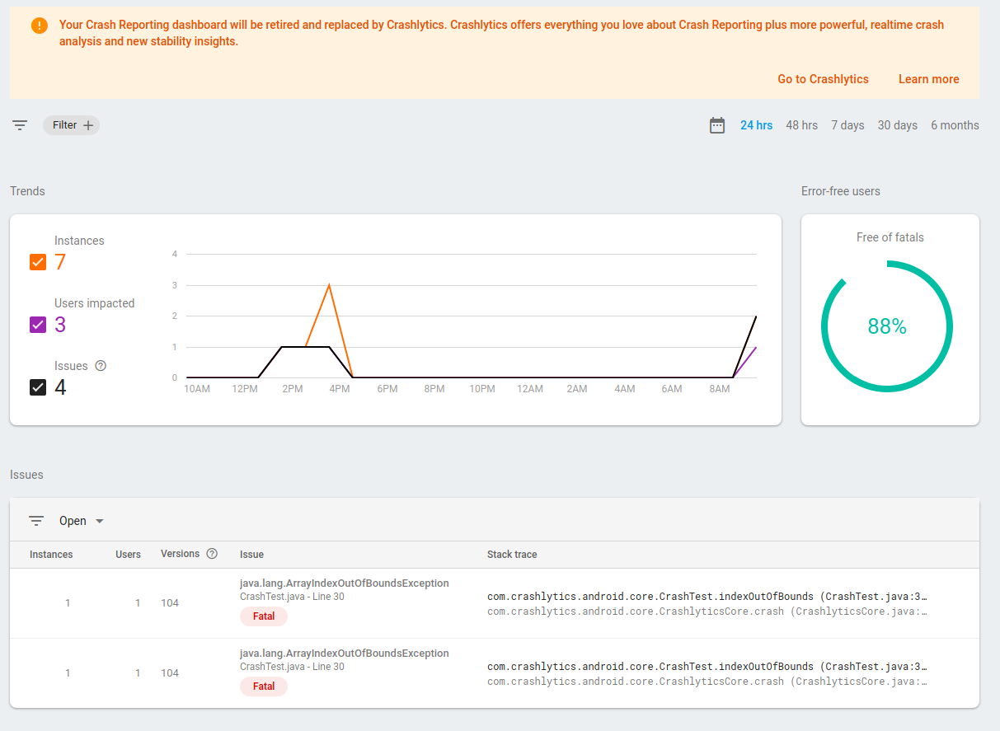 Your Crash Reporting dashboard will be retired and replaced by Crashlytics. Crashlytics offers everything you love about Crash Reporting plus more powerful, realtime crash
analysis and new stability insights.
Go to Crashlytics Learn more
Filter
24 hrs 48 hrs 7 days 30 days 6 months
Trends
Error-free users
Instances
7
Users impacted
3
Issues
4
4
3
2
1
0
10AM 12PM 2PM 4PM 6PM 8PM 10PM 12AM 2AM 4AM 6AM 8AM
Free of fatals
88%
Issues
Open
Instances Users Versions Issue Stack trace
java.lang.ArrayIndexOutOfBoundsException
1 1 104 CrashTest.java - Line 30 com.crashlytics.android.core.CrashTest.indexOutOfBounds (CrashTest.java:3…
com.crashlytics.android.core.CrashlyticsCore.crash (CrashlyticsCore.java:…
Fatal
java.lang.ArrayIndexOutOfBoundsException
1 1 104 CrashTest.java - Line 30 com.crashlytics.android.core.CrashTest.indexOutOfBounds (CrashTest.java:3…
com.crashlytics.android.core.CrashlyticsCore.crash (CrashlyticsCore.java:…
Fatal